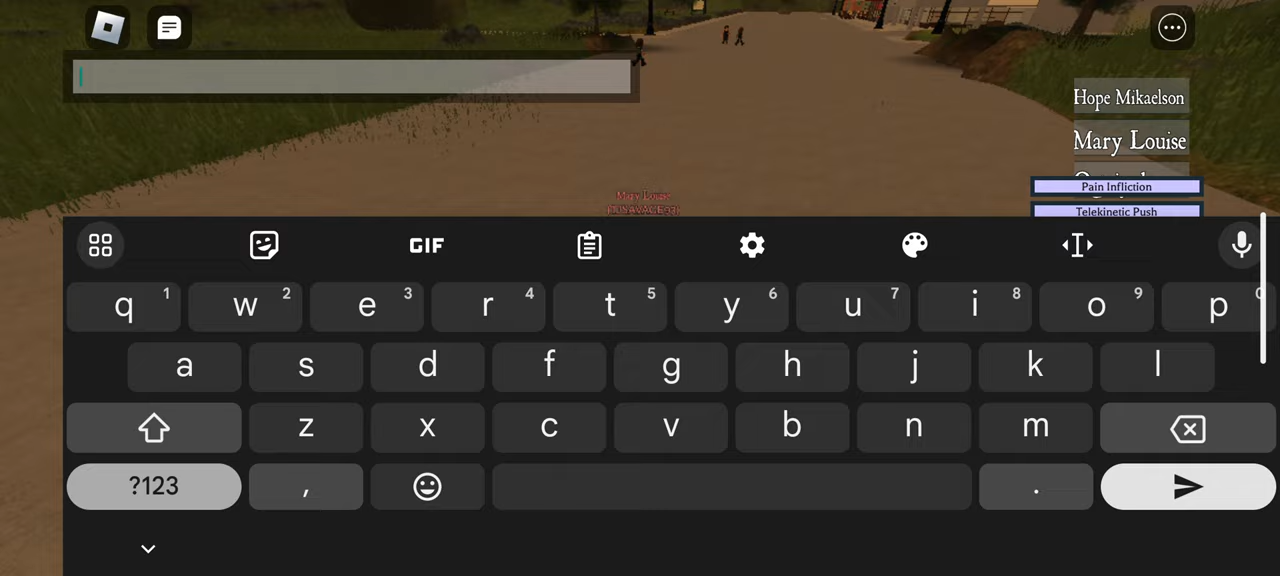 Hope Mikaelson
Mary Louise
Pain Infliction
Mary Louise
Telekinetic Push
GIF
q 1 w 2 e 3 r 4 t 5 y 6 u 7 i 8 o 9 p 0
a s d f g h j k l
z x c v b n m
?123 , .